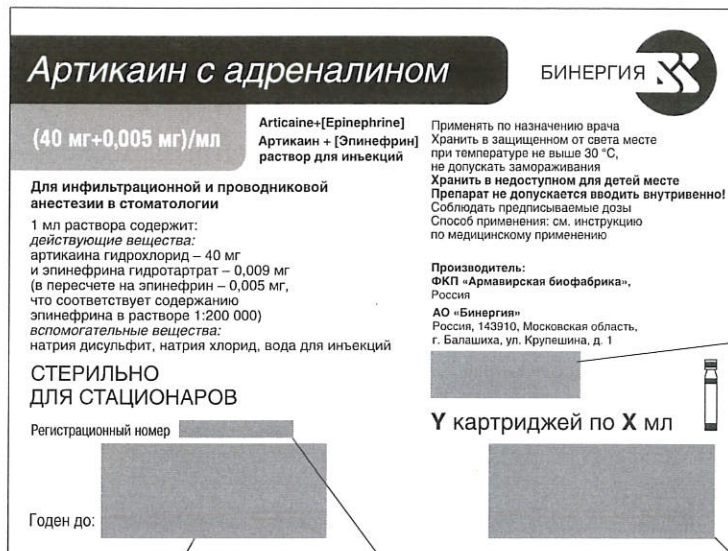 Артикаин с адреналином
БИНЕРГИЯ
(40 мг+0,005 мг)/мл
Articaine+[Epinephrine]
Артикаин + [Эпинефрин]
раствор для инъекций
Для инфильтрационной и проводниковой
анестезии в стоматологии
1 мл раствора содержит:
действующие вещества:
артикаина гидрохлорид – 40 мг
и эпинефрина гидротартрат – 0,009 мг
(в пересчете на эпинефрин – 0,005 мг,
что соответствует содержанию
эпинефрина в растворе 1:200 000)
вспомогательные вещества:
натрия дисульфит, натрия хлорид, вода для инъекций
СТЕРИЛЬНО
ДЛЯ СТАЦИОНАРОВ
Регистрационный номер
Годен до:
Применять по назначению врача
Хранить в защищенном от света месте
при температуре не выше 30 °С,
не допускать замораживания
Хранить в недоступном для детей месте
Препарат не допускается вводить внутривенно!
Соблюдать предписываемые дозы
Способ применения: см. инструкцию
по медицинскому применению
Производитель:
ФКП «Армавирская биофабрика»,
Россия
АО «Бинергия»
Россия, 143910, Московская область,
г. Балашиха, ул. Крупешина, д. 1
Y картриджей по X мл